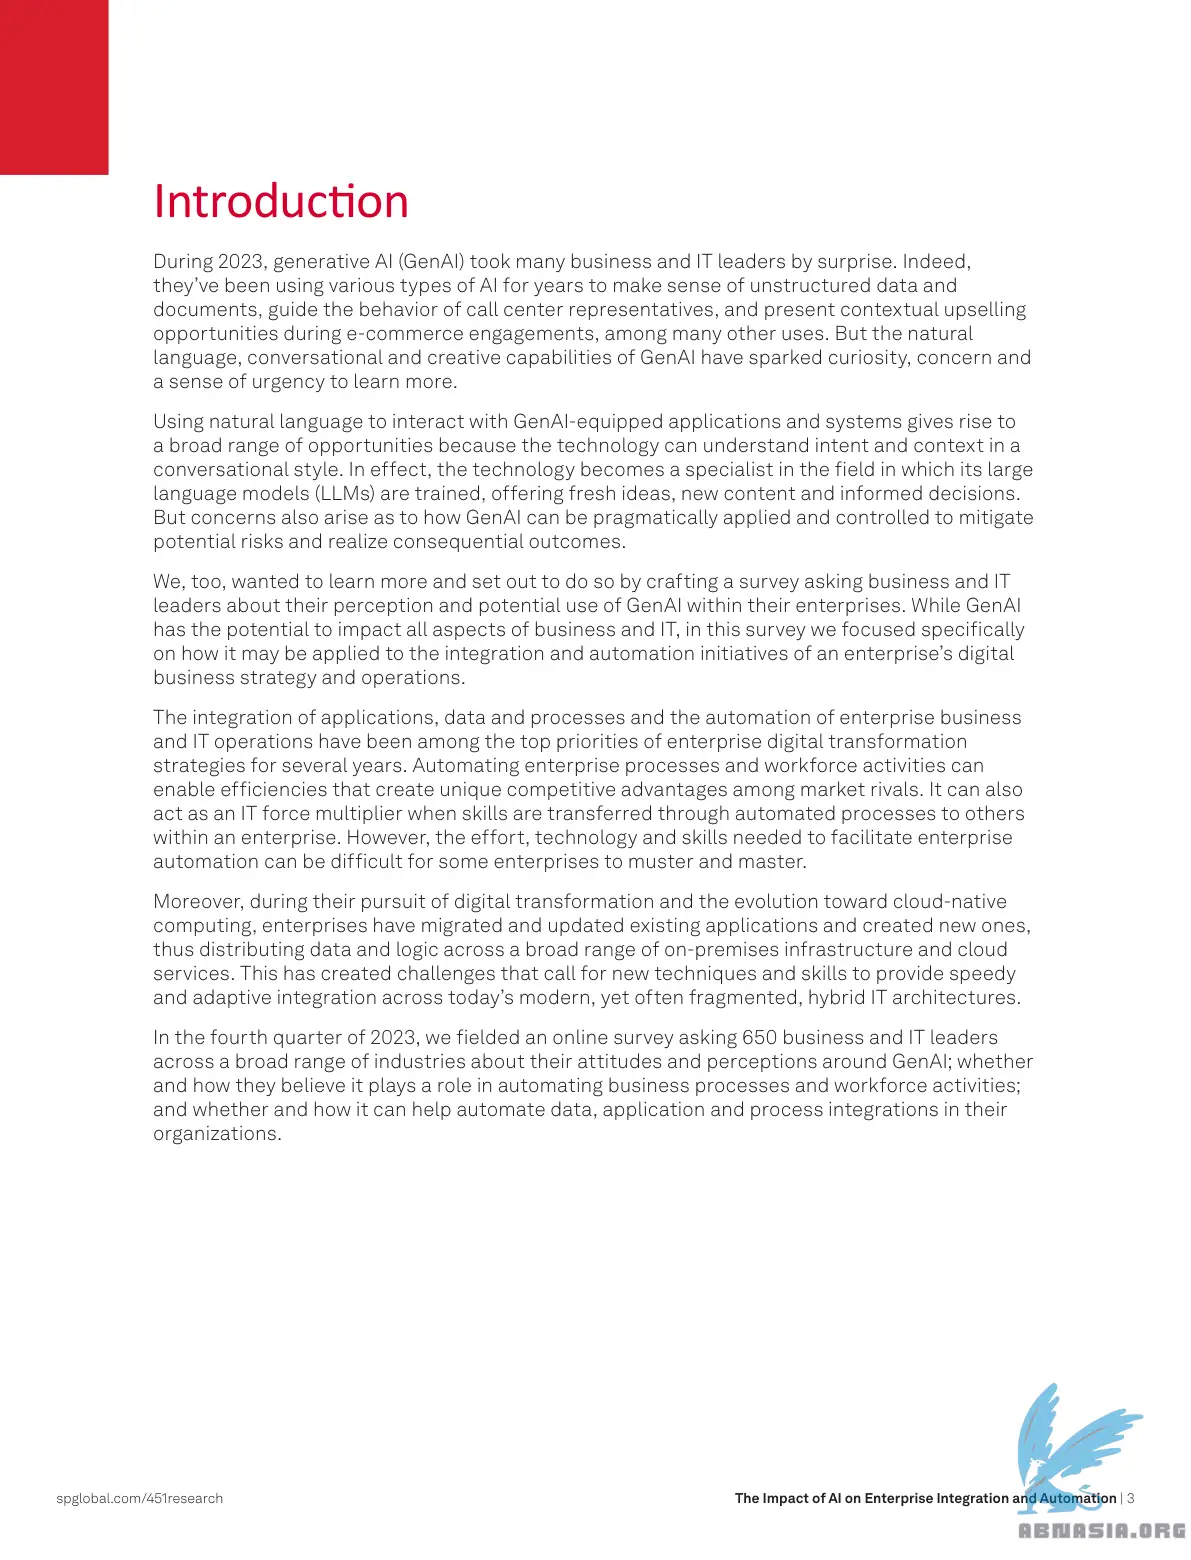 Introduction
During 2023, generative AI (GenAI) took many business and IT leaders by surprise. Indeed,
they’ve been using various types of AI for years to make sense of unstructured data and
documents, guide the behavior of call center representatives, and present contextual upselling
opportunities during e-commerce engagements, among many other uses. But the natural
language, conversational and creative capabilities of GenAI have sparked curiosity, concern and
a sense of urgency to learn more.
Using natural language to interact with GenAI-equipped applications and systems gives rise to
a broad range of opportunities because the technology can understand intent and context in a
conversational style. In effect, the technology becomes a specialist in the field in which its large
language models (LLMs) are trained, offering fresh ideas, new content and informed decisions.
But concerns also arise as to how GenAI can be pragmatically applied and controlled to mitigate
potential risks and realize consequential outcomes.
We, too, wanted to learn more and set out to do so by crafting a survey asking business and IT
leaders about their perception and potential use of GenAI within their enterprises. While GenAI
has the potential to impact all aspects of business and IT, in this survey we focused specifically
on how it may be applied to the integration and automation initiatives of an enterprise’s digital
business strategy and operations.
The integration of applications, data and processes and the automation of enterprise business
and IT operations have been among the top priorities of enterprise digital transformation
strategies for several years. Automating enterprise processes and workforce activities can
enable efficiencies that create unique competitive advantages among market rivals. It can also
act as an IT force multiplier when skills are transferred through automated processes to others
within an enterprise. However, the effort, technology and skills needed to facilitate enterprise
automation can be difficult for some enterprises to muster and master.
Moreover, during their pursuit of digital transformation and the evolution toward cloud-native
computing, enterprises have migrated and updated existing applications and created new ones,
thus distributing data and logic across a broad range of on-premises infrastructure and cloud
services. This has created challenges that call for new techniques and skills to provide speedy
and adaptive integration across today’s modern, yet often fragmented, hybrid IT architectures.
In the fourth quarter of 2023, we fielded an online survey asking 650 business and IT leaders
across a broad range of industries about their attitudes and perceptions around GenAI; whether
and how they believe it plays a role in automating business processes and workforce activities;
and whether and how it can help automate data, application and process integrations in their
organizations.
spglobal.com/451research
The Impact of AI on Enterprise Integration and Automation | 3
ABNASIA.ORG